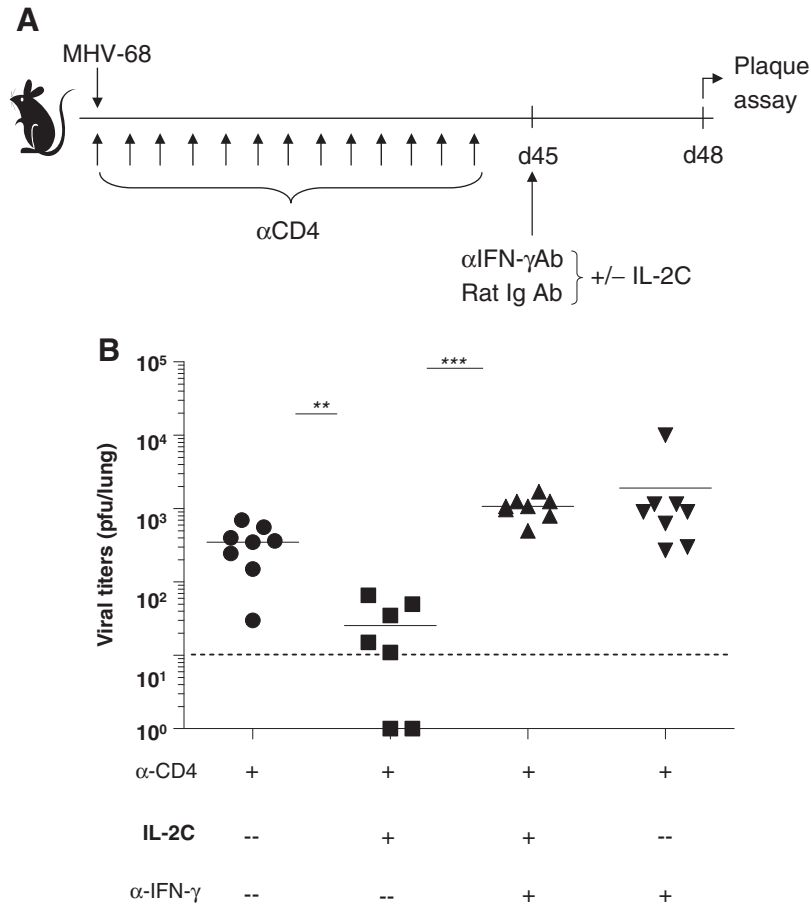 A
MHV-68
Plaque
assay
d45
d48
αCD4
αIFN-γAb
Rat Ig Ab
+/– IL-2C
B
***
**
Viral titers (pfu/lung)
10⁵
10⁴
10³
10²
10¹
10⁰
α-CD4 + + + +
IL-2C -- + + --
α-IFN-γ -- -- + +